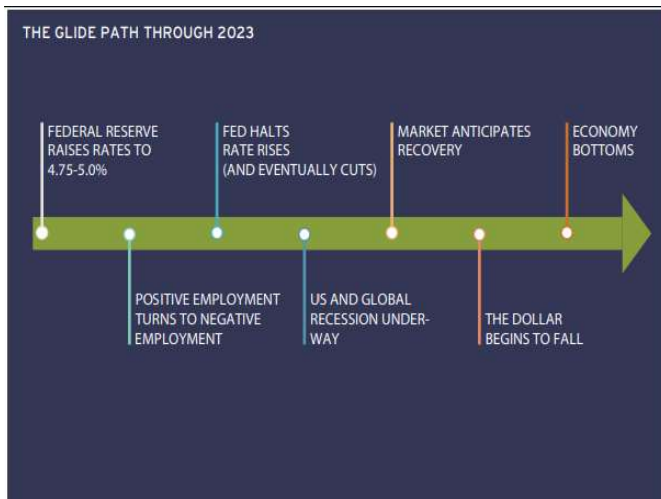 THE GLIDE PATH THROUGH 2023
FEDERAL RESERVE
RAISES RATES TO
4.75-5.0%
POSITIVE EMPLOYMENT
TURNS TO NEGATIVE
EMPLOYMENT
FED HALTS
RATE RISES
(AND EVENTUALLY CUTS)
US AND GLOBAL
RECESSION UNDER-
WAY
MARKET ANTICIPATES
RECOVERY
THE DOLLAR
BEGINS TO FALL
ECONOMY
BOTTOMS